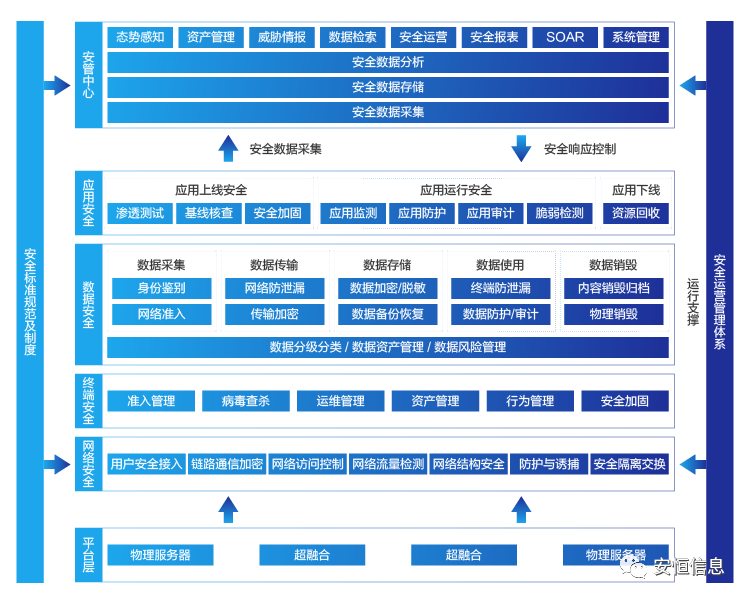 安全标准规范及制度
安管中心
态势感知 资产管理 威胁情报 数据检索 安全运营 安全报表 SOAR 系统管理
安全数据分析
安全数据存储
安全数据采集
安全数据采集 安全响应控制
应用安全
应用上线安全 应用运行安全 应用下线
渗透测试 基线核查 安全加固 应用监测 应用防护 应用审计 脆弱检测 资源回收
数据安全
数据采集 数据传输 数据存储 数据使用 数据销毁
身份鉴别 网络防泄漏 数据加密/脱敏 终端防泄漏 内容销毁归档
网络准入 传输加密 数据备份恢复 数据防护/审计 物理销毁
数据分级分类 / 数据资产管理 / 数据风险管理
终端安全
准入管理 病毒查杀 运维管理 资产管理 行为管理 安全加固
网络安全
用户安全接入 链路通信加密 网络访问控制 网络流量检测 网络结构安全 防护与诱捕 安全隔离交换
平台层
物理服务器 超融合 超融合 物理服务器
运行支撑
安全运营管理体系
安恒信息